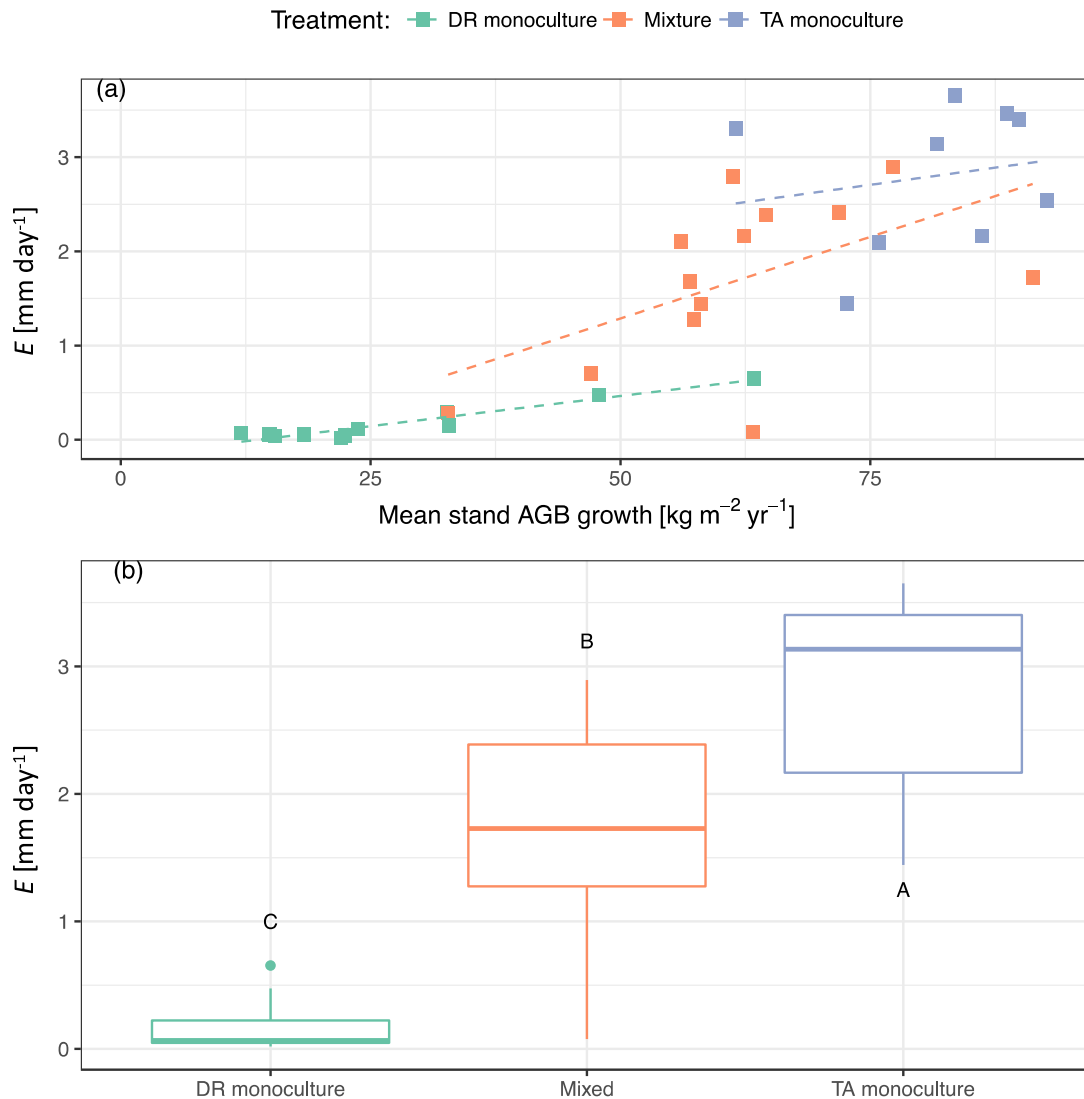 Treatment: DR monoculture Mixture TA monoculture
(a)
3
2
1
0
E [mm day⁻¹]
0 25 50 75
Mean stand AGB growth [kg m⁻² yr⁻¹]
(b)
B
3
A
2
C
1
0
E [mm day⁻¹]
DR monoculture Mixed TA monoculture